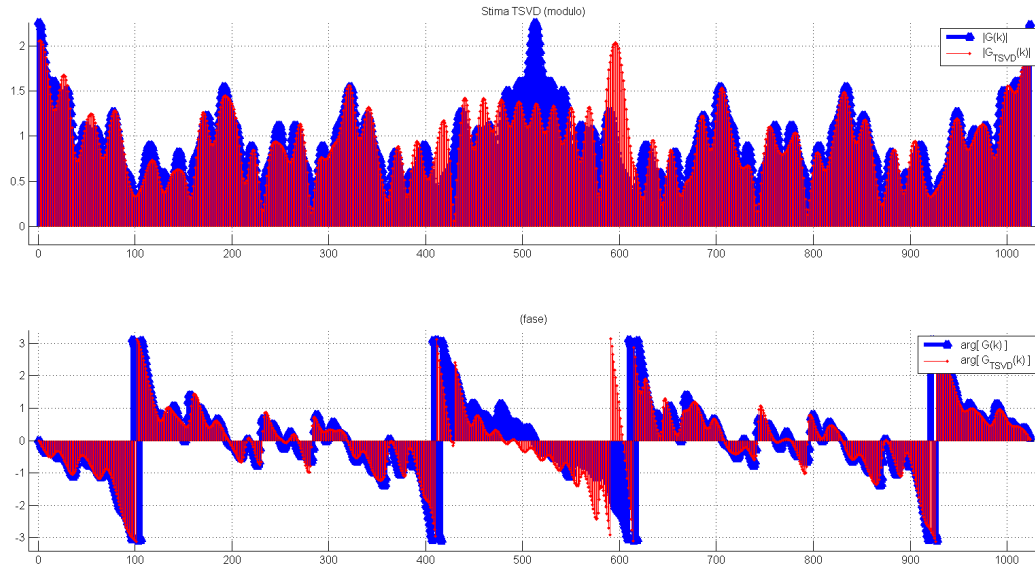 Stima TSVD (modulo)
|G(k)|
|G_TSVD(k)|
2
1.5
1
0.5
0
0 100 200 300 400 500 600 700 800 900 1000
(fase)
arg[ G(k) ]
arg[ G_TSVD(k) ]
3
2
1
0
-1
-2
-3
0 100 200 300 400 500 600 700 800 900 1000